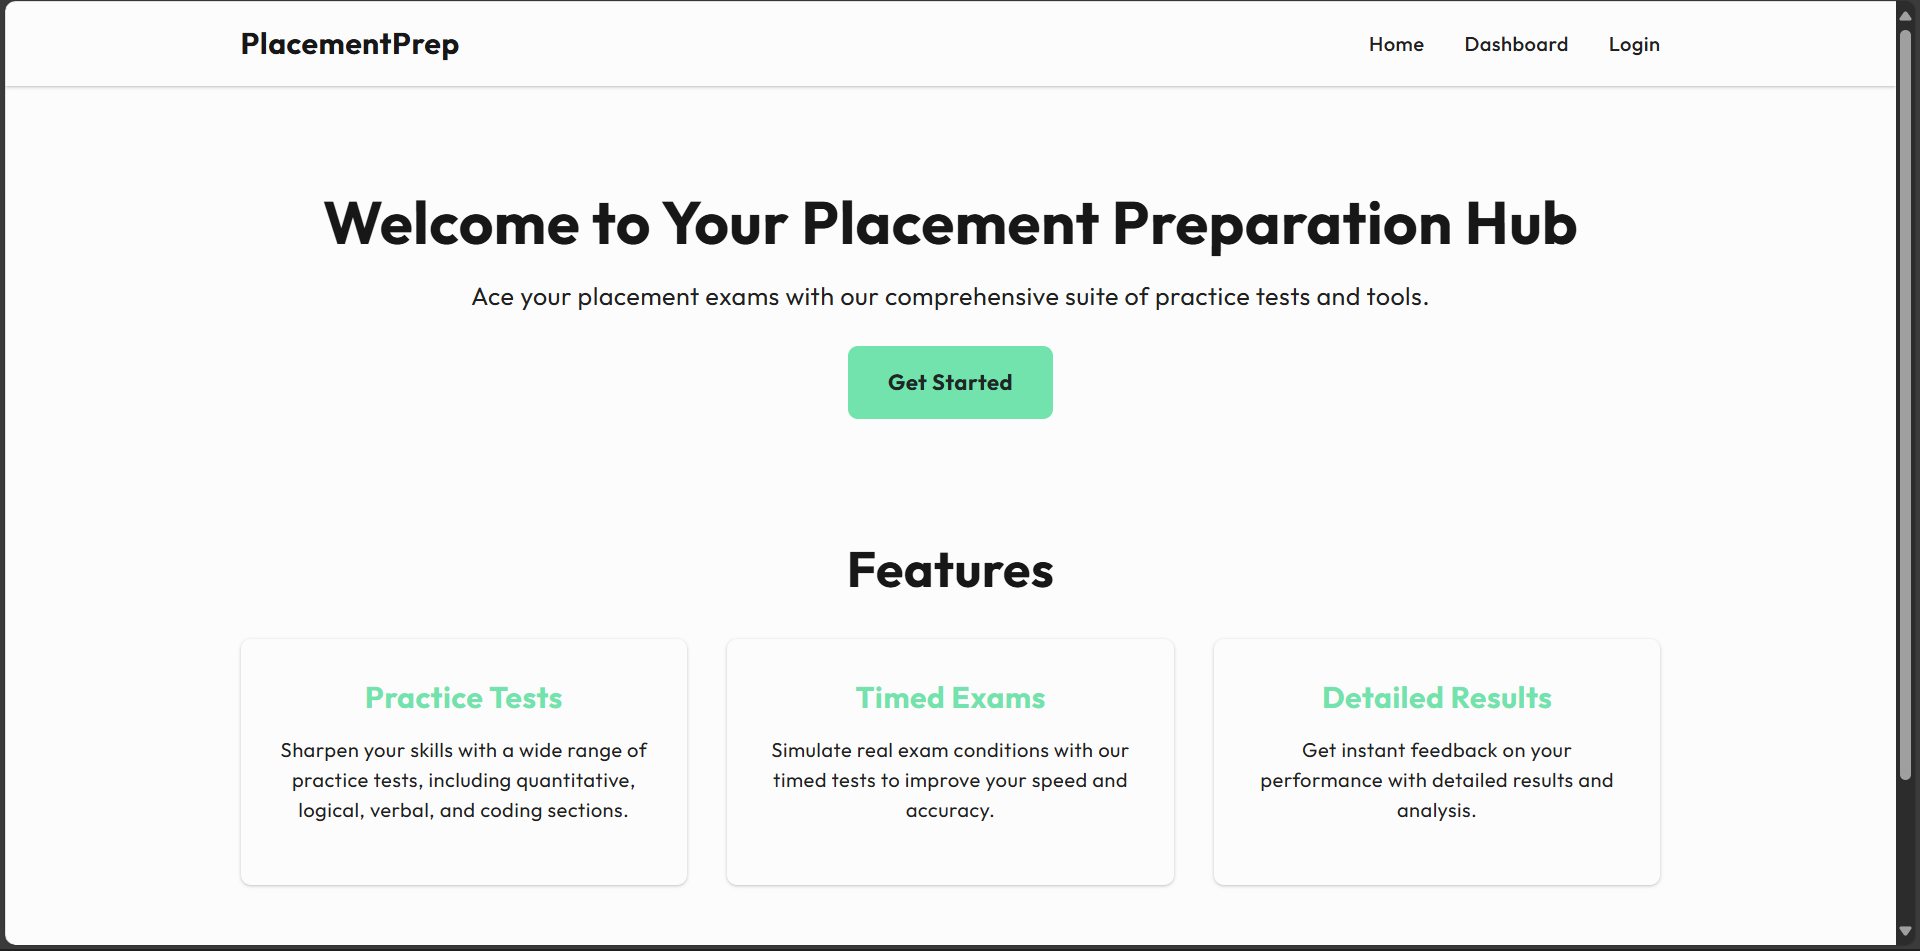 PlacementPrep
Home Dashboard Login
Welcome to Your Placement Preparation Hub
Ace your placement exams with our comprehensive suite of practice tests and tools.
Get Started
Features
Practice Tests
Sharpen your skills with a wide range of
practice tests, including quantitative,
logical, verbal, and coding sections.
Timed Exams
Simulate real exam conditions with our
timed tests to improve your speed and
accuracy.
Detailed Results
Get instant feedback on your
performance with detailed results and
analysis.